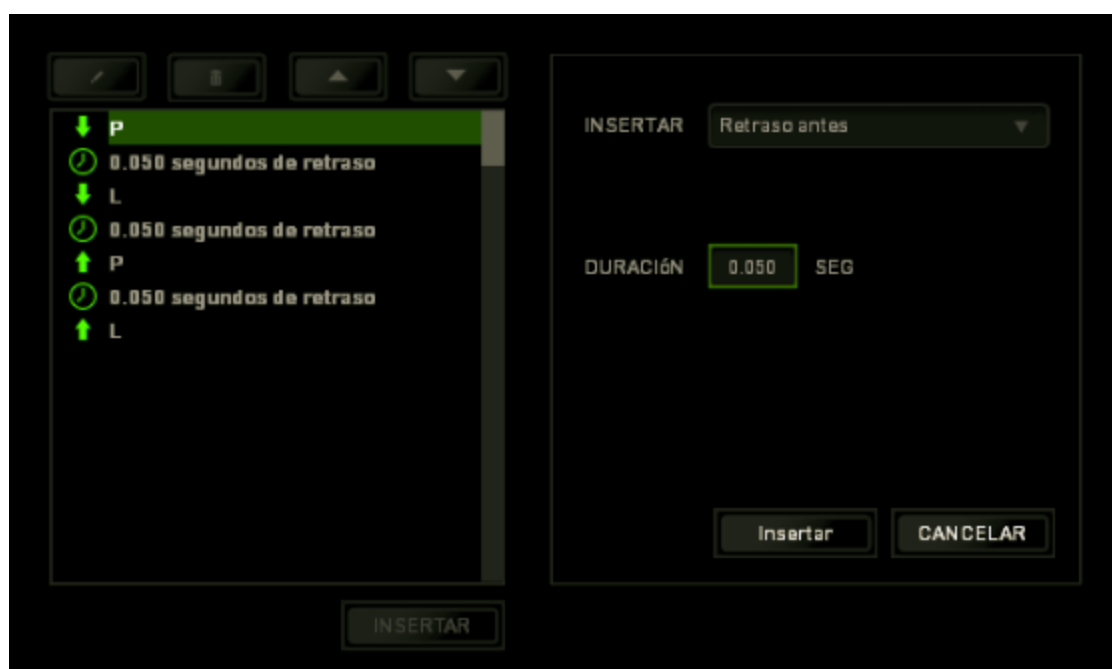 P
0.050 segundos de retraso
L
0.050 segundos de retraso
P
0.050 segundos de retraso
L
INSERTAR
INSERTAR Retraso antes
DURACIóN 0.050 SEG
Insertar CANCELAR